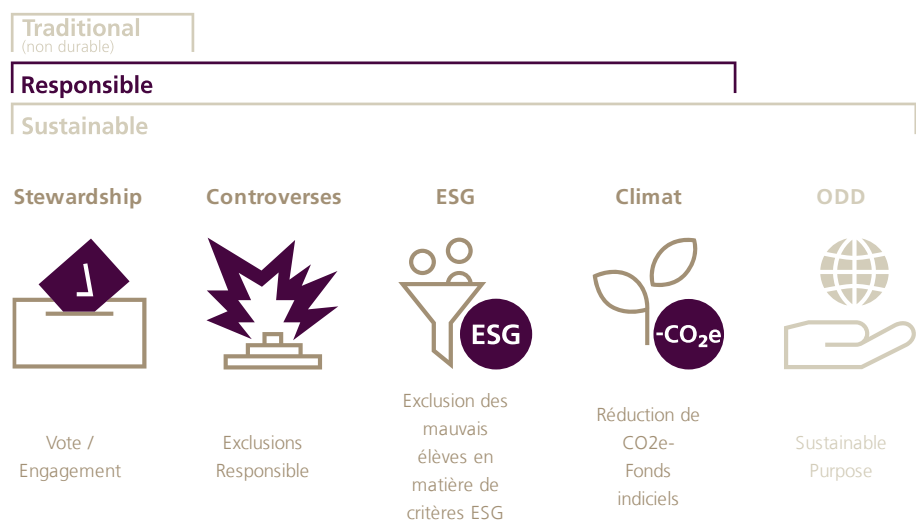 Traditional
(non durable)
Responsible
Sustainable
Stewardship
Controverses
ESG
Climat
ODD
ESG
-CO₂e
Vote /
Engagement
Exclusions
Responsible
Exclusion des
mauvais
élèves en
matière de
critères ESG
Réduction de
CO2e-
Fonds
indiciels
Sustainable
Purpose